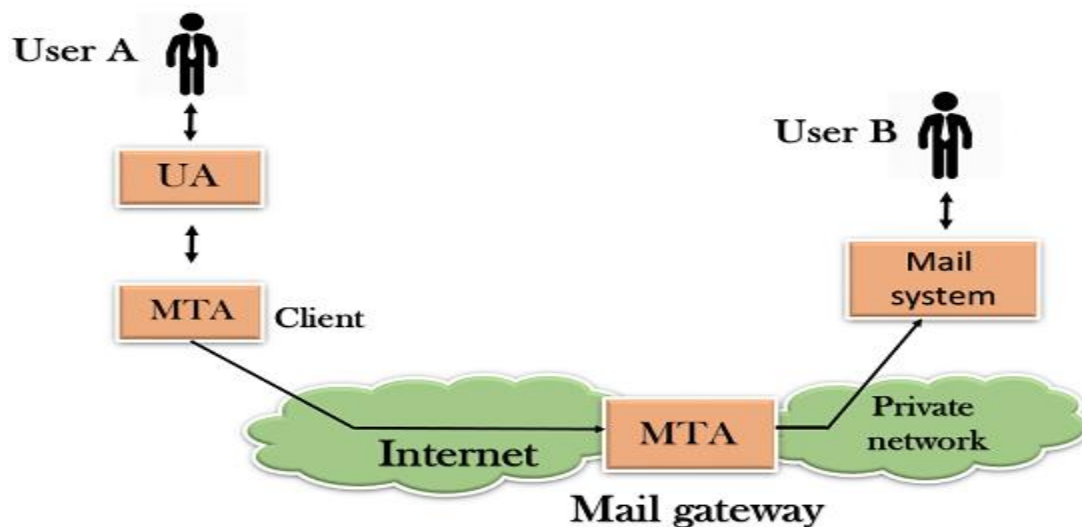 User A
UA
MTA
Client
User B
Mail
system
Internet
MTA
Private
network
Mail gateway